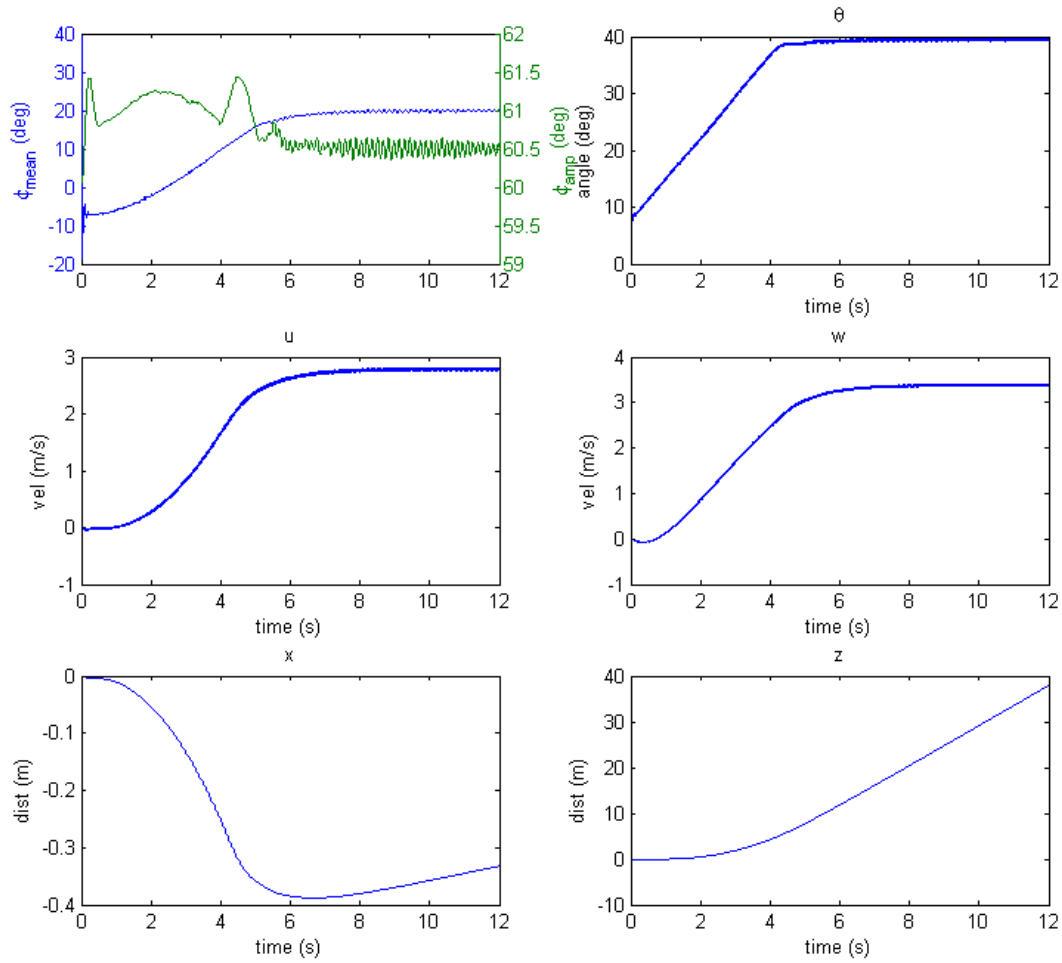 θ
40
30
20
10
0
-10
-20
ϕmean (deg)
62
61.5
61
60.5
60
59.5
59
ϕamp (deg)
0 2 4 6 8 10 12
40
30
20
10
0
angle (deg)
0 2 4 6 8 10 12
time (s)
u
3
2
1
0
-1
vel (m/s)
0 2 4 6 8 10 12
time (s)
w
4
3
2
1
0
-1
vel (m/s)
0 2 4 6 8 10 12
time (s)
x
0
-0.1
-0.2
-0.3
-0.4
dist (m)
0 2 4 6 8 10 12
time (s)
z
40
30
20
10
0
-10
dist (m)
0 2 4 6 8 10 12
time (s)